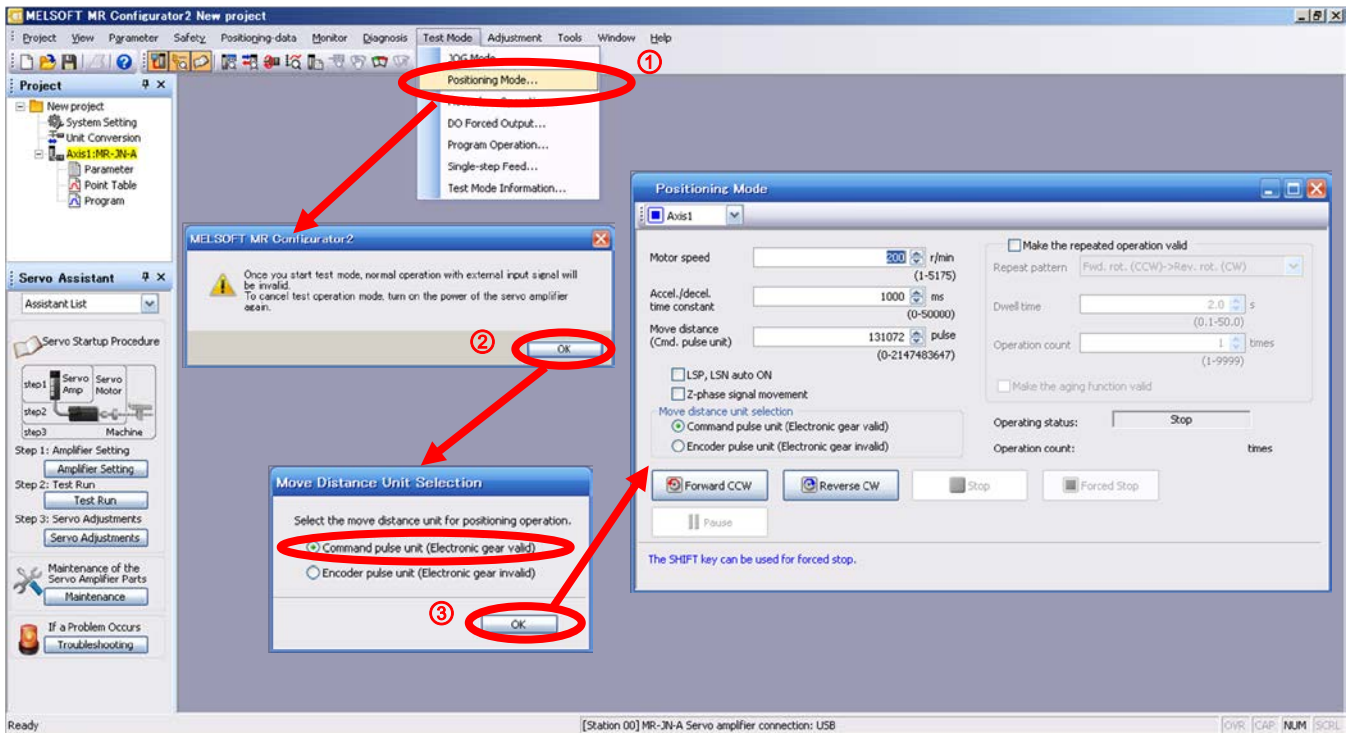 MELSOFT MR Configurator2 New project
Project View Parameter Safety Positioning-data Monitor Diagnosis Test Mode Adjustment Tools Window Help
JOG Mode
①
Positioning Mode...
DO Forced Output...
Program Operation...
Single-step Feed...
Test Mode Information...
Project
New project
System Setting
Unit Conversion
Axis1:MR-JN-A
Parameter
Point Table
Program
Servo Assistant
Assistant List
Servo Startup Procedure
step1 Servo Amp Servo Motor
step2
step3 Machine
Step 1: Amplifier Setting
Amplifier Setting
Step 2: Test Run
Test Run
Step 3: Servo Adjustments
Servo Adjustments
Maintenance of the
Servo Amplifier Parts
Maintenance
If a Problem Occurs
Troubleshooting
MELSOFT MR Configurator2
Once you start test mode, normal operation with external input signal will
be invalid.
To cancel test operation mode, turn on the power of the servo amplifier
again.
②
OK
Move Distance Unit Selection
Select the move distance unit for positioning operation.
Command pulse unit (Electronic gear valid)
Encoder pulse unit (Electronic gear invalid)
③
OK
Positioning Mode
Axis1
Motor speed 200 r/min
(1-5175)
Accel./decel.
time constant 1000 ms
(0-50000)
Move distance
(Cmd. pulse unit) 131072 pulse
(0-2147483647)
LSP, LSN auto ON
Z-phase signal movement
Move distance unit selection
Command pulse unit (Electronic gear valid)
Encoder pulse unit (Electronic gear invalid)
Make the repeated operation valid
Repeat pattern Fwd. rot. (CCW)->Rev. rot. (CW)
Dwell time 2.0 s
(0.1-50.0)
Operation count 1 times
(1-9999)
Make the aging function valid
Operating status: Stop
Operation count: times
Forward CCW Reverse CW Stop Forced Stop
Pause
The SHIFT key can be used for forced stop.
Ready [Station 00] MR-JN-A Servo amplifier connection: USB OVR CAP NUM SCRL